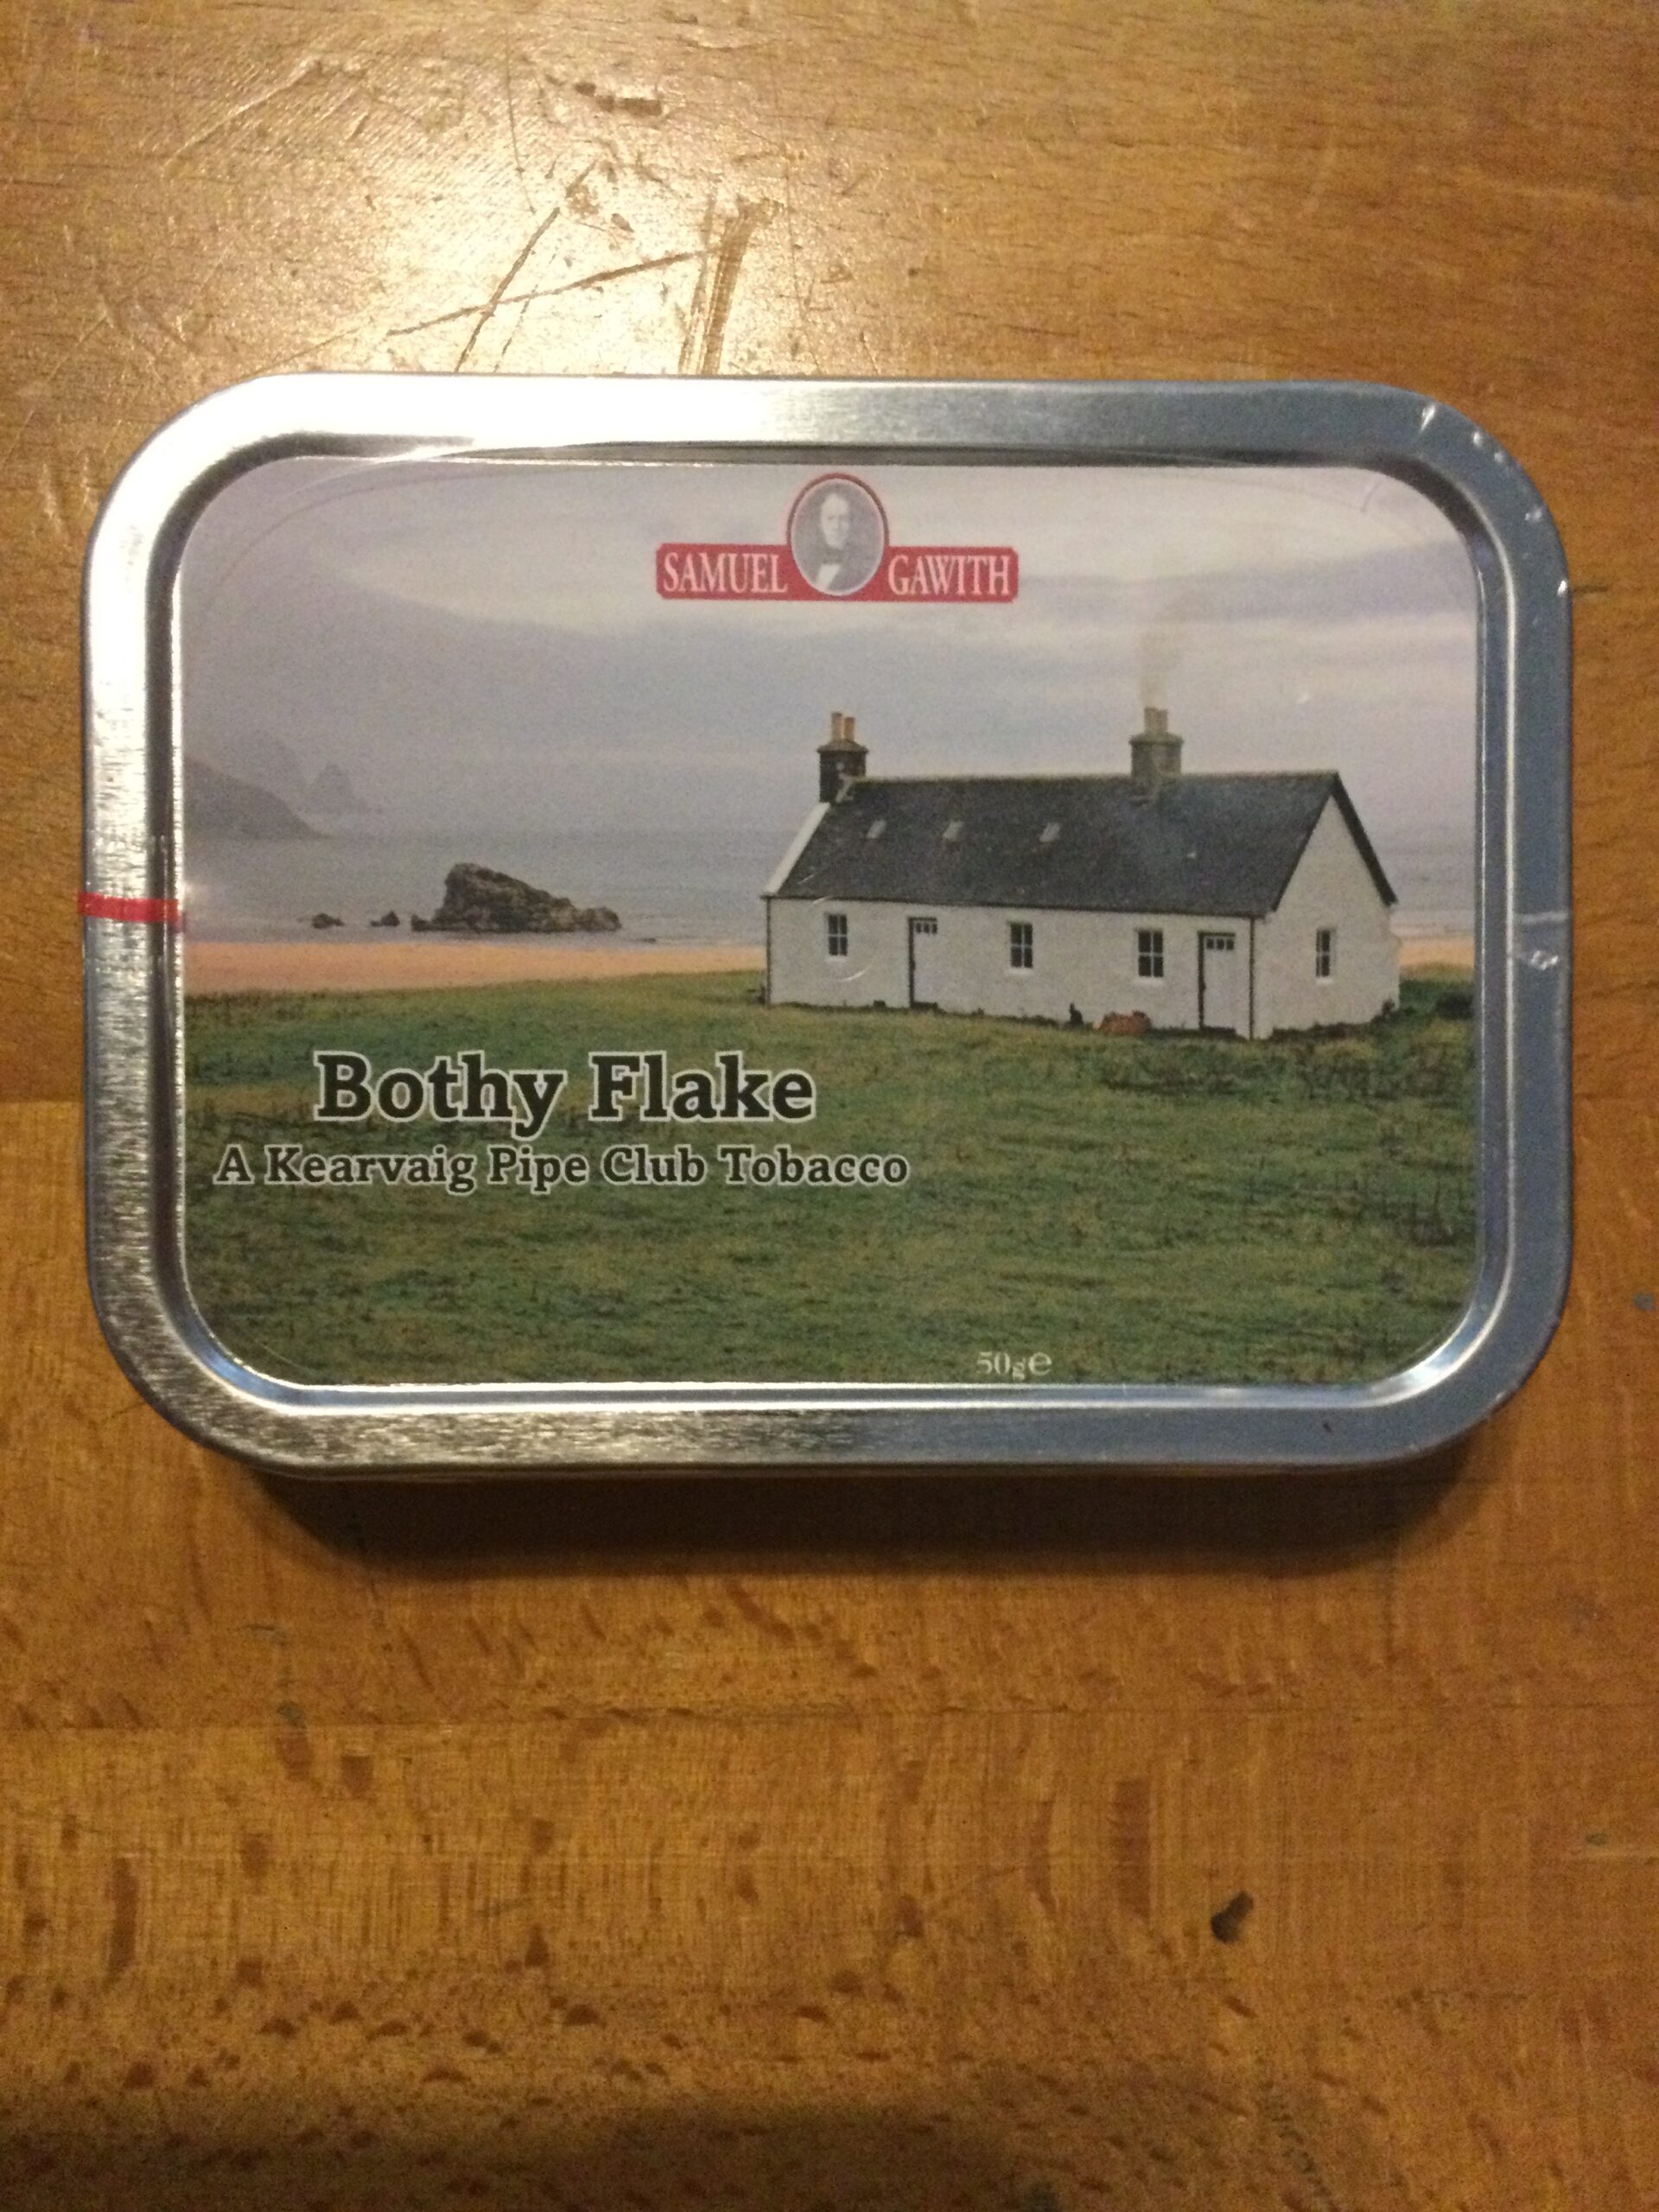 SAMUEL GAWITH
Bothy Flake
A Kearvaig Pipe Club Tobacco
50g℮